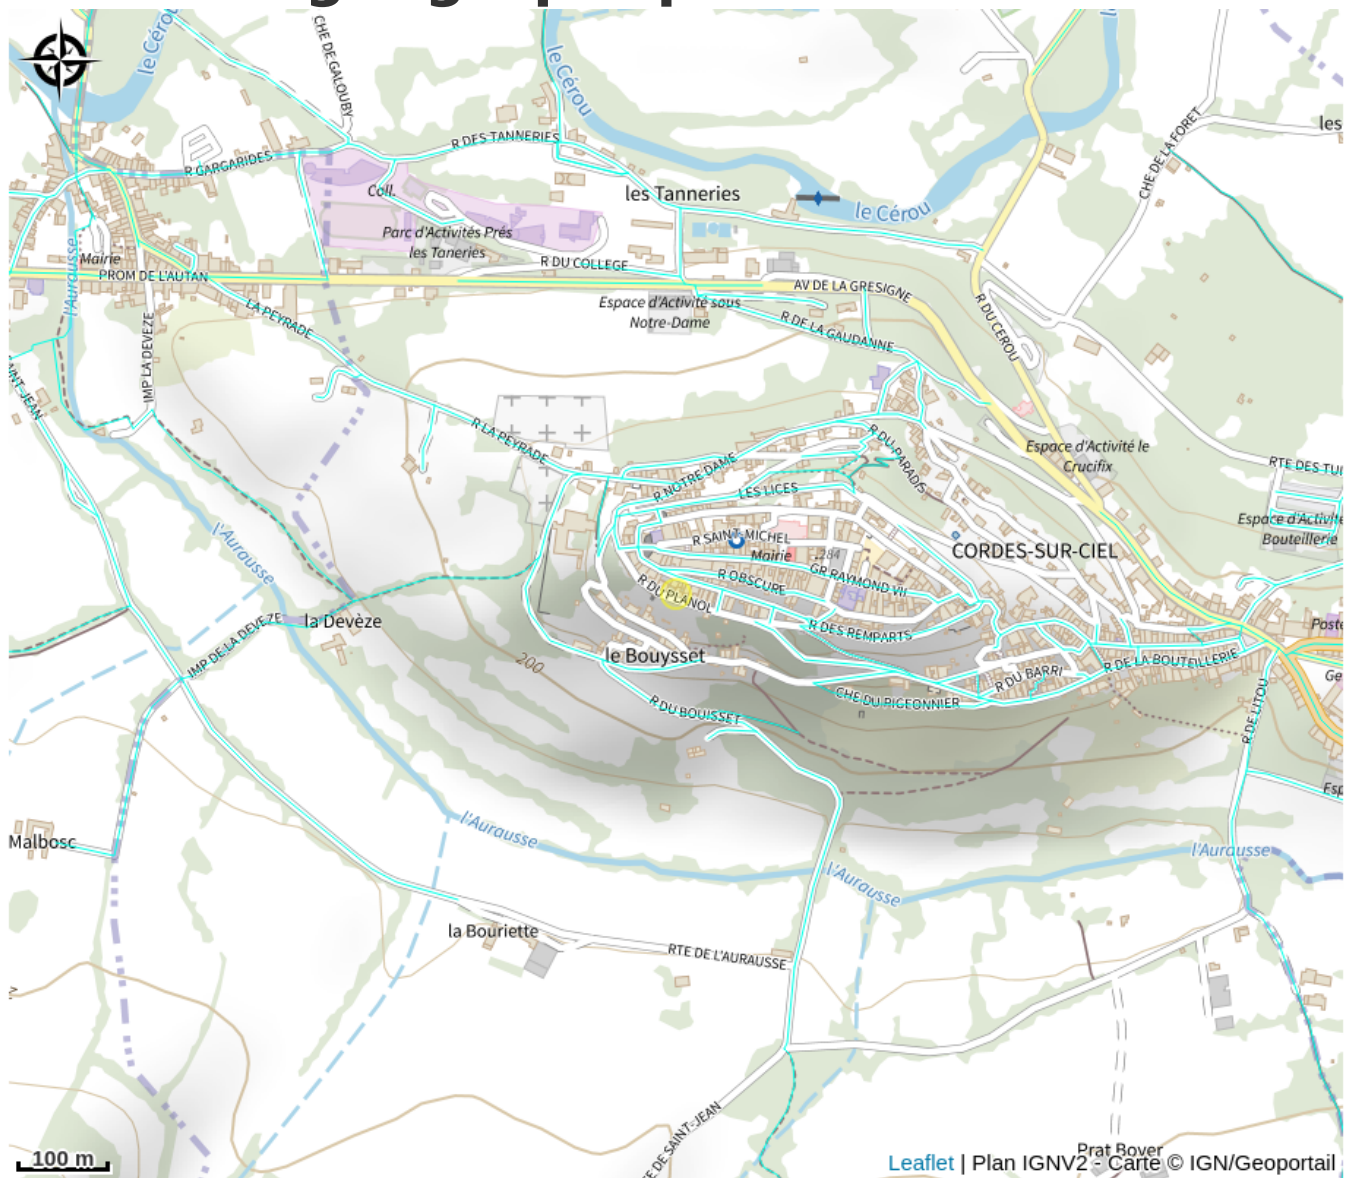 le Cérou
CHE DE GALOUBY
le Cérou
les
CHE DE LA FORET
R DES TANNERIES
R GARGARIDES
Coll.
les Tanneries
le Cérou
Parc d'Activités Prés
les Taneries
l'Aurausse
Mairie
PROM DE L'AUTAN
R DU COLLEGE
AV DE LA GRESIGNE
Espace d'Activité sous
Notre-Dame
LA PEYRADE
R DE LA GAUDANNE
R DU CEROU
IMP LA DEVEZE
AINT-JEAN
R LA PEYRADE
R DU PARADIS
Espace d'Activité le
Crucifix
R NOTRE DAME
LES LICES
RTE DES TUI
Espace d'Activité
Bouteillerie
l'Aurausse
R SAINT-MICHEL
Mairie
284
CORDES-SUR-CIEL
R OBSCURE
GR RAYMOND VII
R DU PLANOL
la Devèze
IMP DE LA DEVEZE
R DES REMPARTS
Poste
200
le Bouysset
R DU BARRI
R DE LA BOUTEILLERIE
Ge
CHE DU PIGEONNIER
R DU BOUISSET
R DE LITOU
Esp
l'Aurausse
Malbosc
l'Aurausse
l'Aurausse
la Bouriette
RTE DE L'AURAUSSE
TE DE SAINT-JEAN
Prat Boyer
100 m
Leaflet | Plan IGNV2 - Carte © IGN/Geoportail